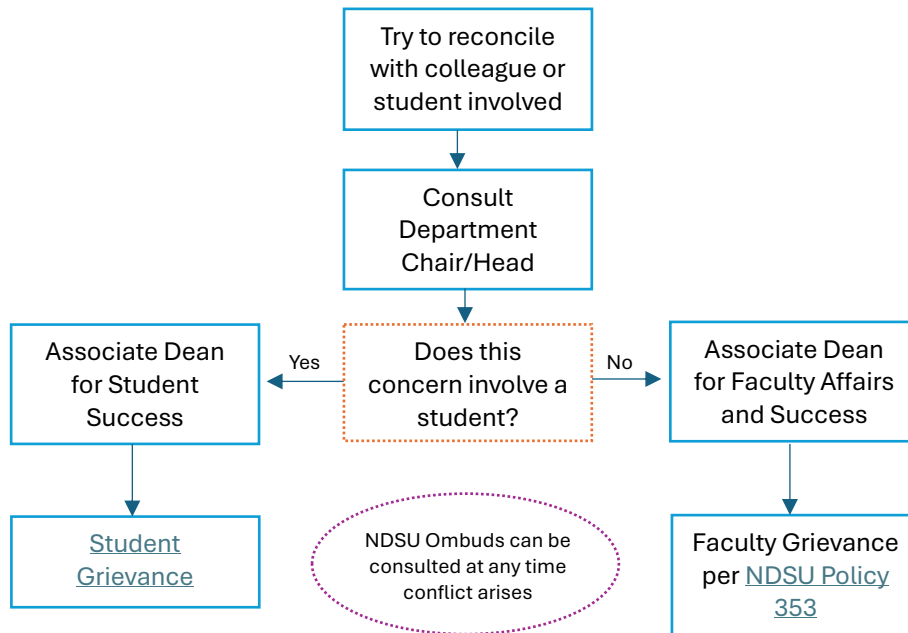 Try to reconcile
with colleague or
student involved
Consult
Department
Chair/Head
Associate Dean
for Student
Success
Yes
Does this
concern involve a
student?
No
Associate Dean
for Faculty Affairs
and Success
Student
Grievance
NDSU Ombuds can be
consulted at any time
conflict arises
Faculty Grievance
per NDSU Policy
353